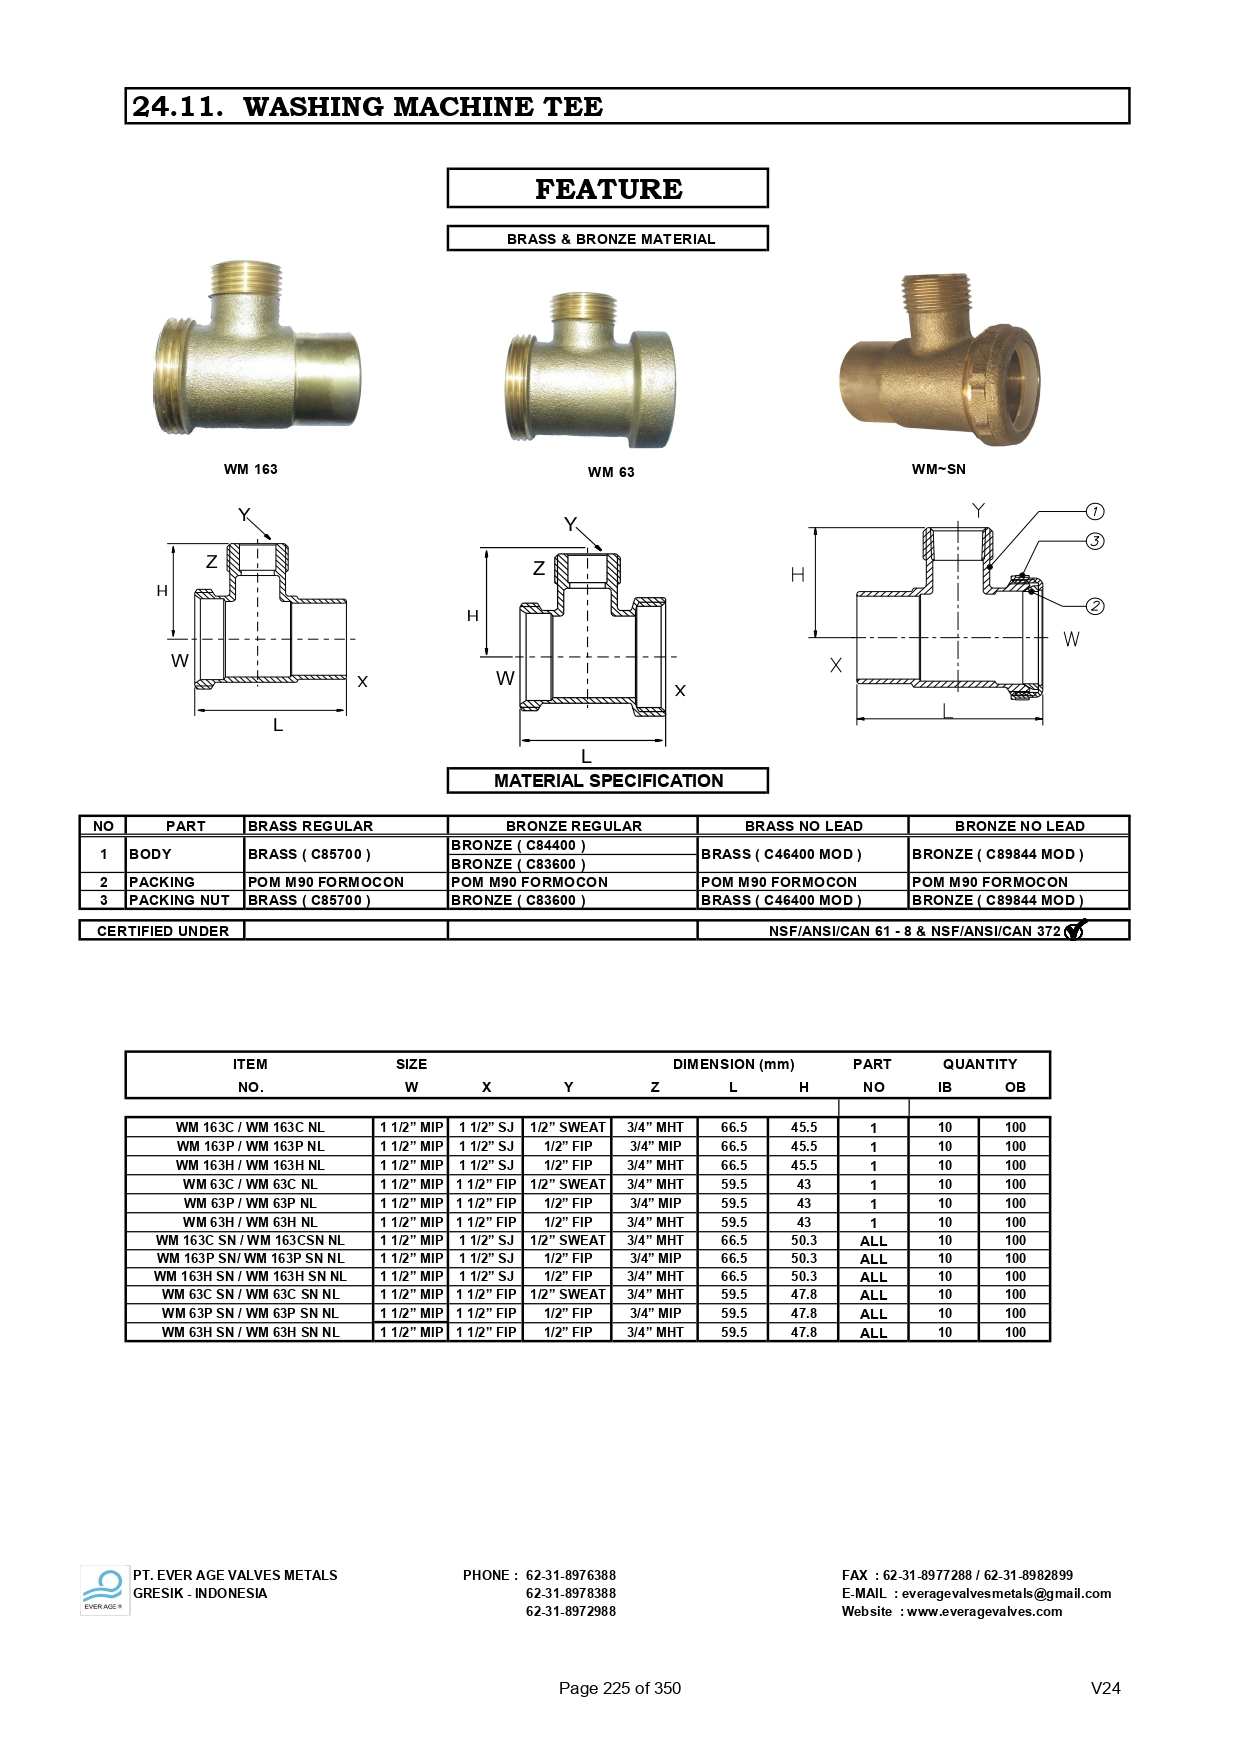 24.11.  WASHING MACHINE TEE
FEATURE
BRASS & BRONZE MATERIAL
WM 163
WM 63
WM~SN
Y
Z
H
W
X
L
Y
Z
H
W
X
L
Y
1
3
H
2
W
X
L
MATERIAL SPECIFICATION
NO PART BRASS REGULAR BRONZE REGULAR BRASS NO LEAD BRONZE NO LEAD
1 BODY BRASS ( C85700 ) BRONZE ( C84400 ) BRASS ( C46400 MOD ) BRONZE ( C89844 MOD )
BRONZE ( C83600 )
2 PACKING POM M90 FORMOCON POM M90 FORMOCON POM M90 FORMOCON POM M90 FORMOCON
3 PACKING NUT BRASS ( C85700 ) BRONZE ( C83600 ) BRASS ( C46400 MOD ) BRONZE ( C89844 MOD )
CERTIFIED UNDER NSF/ANSI/CAN 61 - 8 & NSF/ANSI/CAN 372
ITEM SIZE DIMENSION (mm) PART QUANTITY
NO. W X Y Z L H NO IB OB
WM 163C / WM 163C NL 1 1/2” MIP 1 1/2” SJ 1/2” SWEAT 3/4” MHT 66.5 45.5 1 10 100
WM 163P / WM 163P NL 1 1/2” MIP 1 1/2” SJ 1/2” FIP 3/4” MIP 66.5 45.5 1 10 100
WM 163H / WM 163H NL 1 1/2” MIP 1 1/2” SJ 1/2” FIP 3/4” MHT 66.5 45.5 1 10 100
WM 63C / WM 63C NL 1 1/2” MIP 1 1/2” FIP 1/2” SWEAT 3/4” MHT 59.5 43 1 10 100
WM 63P / WM 63P NL 1 1/2” MIP 1 1/2” FIP 1/2” FIP 3/4” MIP 59.5 43 1 10 100
WM 63H / WM 63H NL 1 1/2” MIP 1 1/2” FIP 1/2” FIP 3/4” MHT 59.5 43 1 10 100
WM 163C SN / WM 163CSN NL 1 1/2” MIP 1 1/2” SJ 1/2” SWEAT 3/4” MHT 66.5 50.3 ALL 10 100
WM 163P SN/ WM 163P SN NL 1 1/2” MIP 1 1/2” SJ 1/2” FIP 3/4” MIP 66.5 50.3 ALL 10 100
WM 163H SN / WM 163H SN NL 1 1/2” MIP 1 1/2” SJ 1/2” FIP 3/4” MHT 66.5 50.3 ALL 10 100
WM 63C SN / WM 63C SN NL 1 1/2” MIP 1 1/2” FIP 1/2” SWEAT 3/4” MHT 59.5 47.8 ALL 10 100
WM 63P SN / WM 63P SN NL 1 1/2” MIP 1 1/2” FIP 1/2” FIP 3/4” MIP 59.5 47.8 ALL 10 100
WM 63H SN / WM 63H SN NL 1 1/2” MIP 1 1/2” FIP 1/2” FIP 3/4” MHT 59.5 47.8 ALL 10 100
EVER AGE ®
PT. EVER AGE VALVES METALS PHONE : 62-31-8976388 FAX : 62-31-8977288 / 62-31-8982899
GRESIK - INDONESIA 62-31-8978388 E-MAIL : everagevalvesmetals@gmail.com
62-31-8972988 Website : www.everagevalves.com
Page 225 of 350 V24